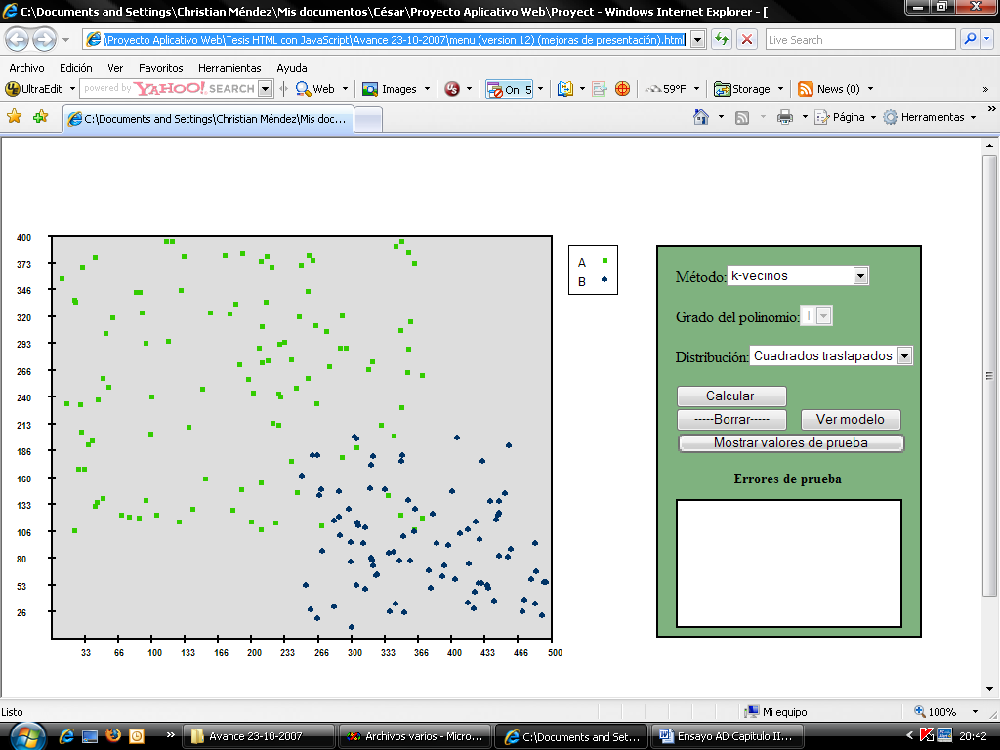 C:\Documents and Settings\Christian Méndez\Mis documentos\César\Proyecto Aplicativo Web\Proyect - Windows Internet Explorer - [
\Proyecto Aplicativo Web\Tesis HTML con JavaScript\Avance 23-10-2007\menu (version 12) (mejoras de presentación).html
Live Search
Archivo Edición Ver Favoritos Herramientas Ayuda
UltraEdit powered by YAHOO! SEARCH Web Images On: 5 59°F Storage News (0) »
C:\Documents and Settings\Christian Méndez\Mis doc... Página Herramientas »
400
373
346
320
293
266
240
213
186
160
133
106
80
53
26
33 66 100 133 166 200 233 266 300 333 366 400 433 466 500
A
B
Método: k-vecinos
Grado del polinomio: 1
Distribución: Cuadrados traslapados
---Calcular----
-----Borrar----- Ver modelo
Mostrar valores de prueba
Errores de prueba
Listo Mi equipo 100%
» Avance 23-10-2007 Archivos varios - Micro... C:\Documents and Set... Ensayo AD Capitulo II... < 20:42